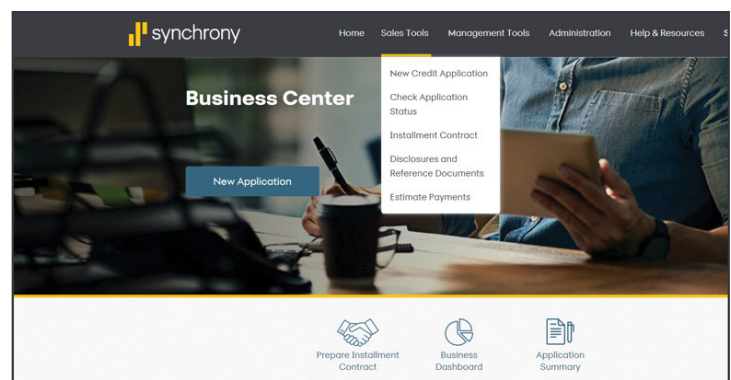 synchrony
Home Sales Tools Management Tools Administration Help & Resources
New Credit Application
Check Application
Status
Installment Contract
Disclosures and
Reference Documents
Estimate Payments
Business Center
New Application
Prepare Installment
Contract
Business
Dashboard
Application
Summary